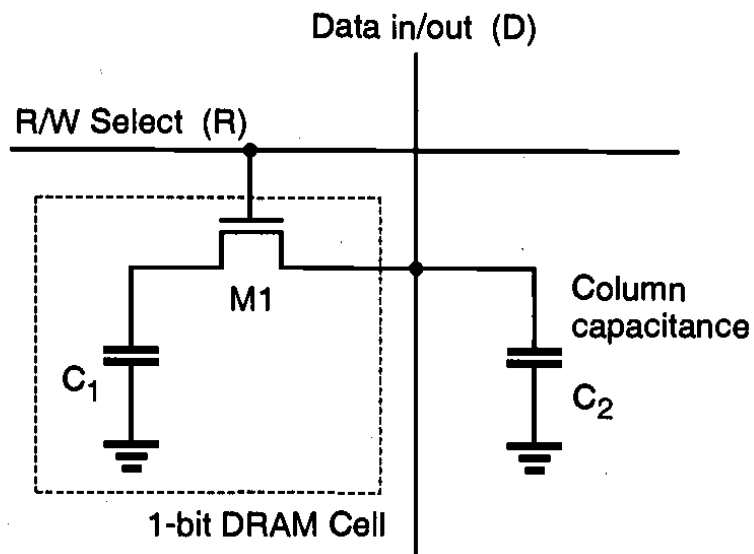 Data in/out (D)
R/W Select (R)
M1
Column
capacitance
C1
C2
1-bit DRAM Cell